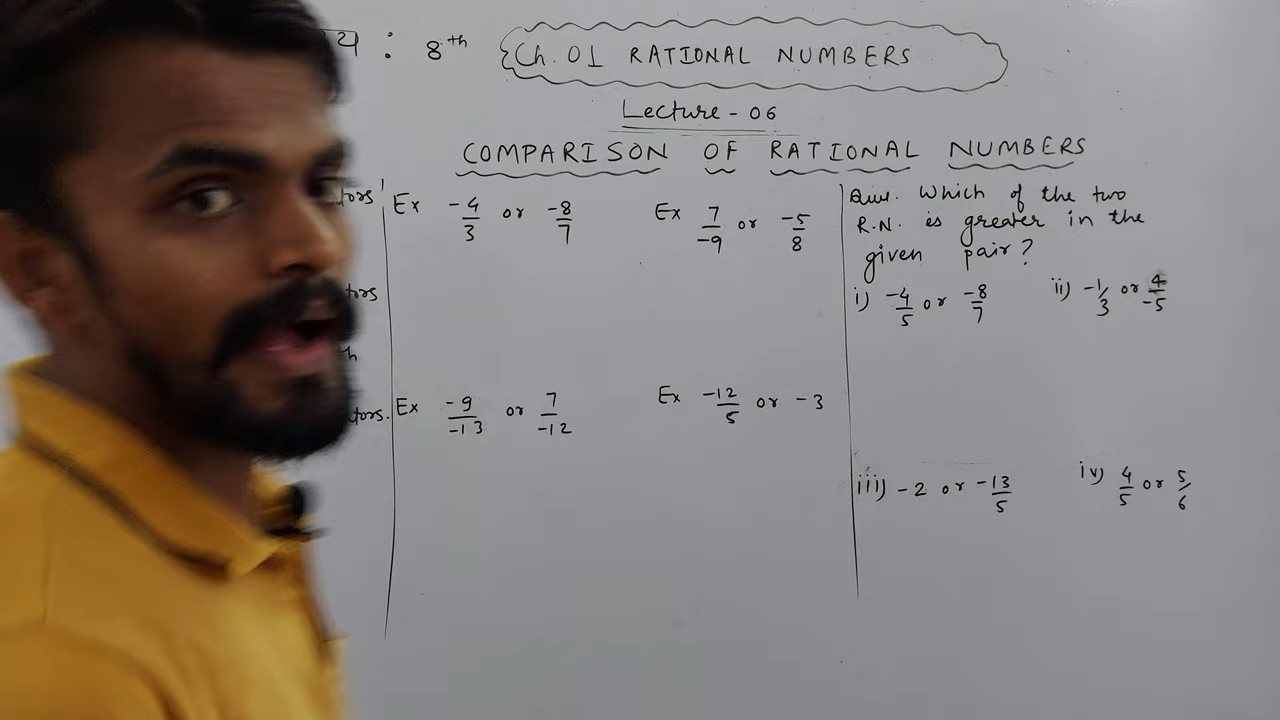 : 8th
Ch. 01 RATIONAL NUMBERS
Lecture - 06
COMPARISON OF RATIONAL NUMBERS
Ex -4/3 or -8/7
Ex 7/-9 or -5/8
Ex -9/-13 or 7/-12
Ex -12/5 or -3
Which of the two
R.N. is greater in the
given pair?
i) -4/5 or -8/7
ii) -1/3 or 4/-5
iii) -2 or -13/5
iv) 4/5 or 5/6